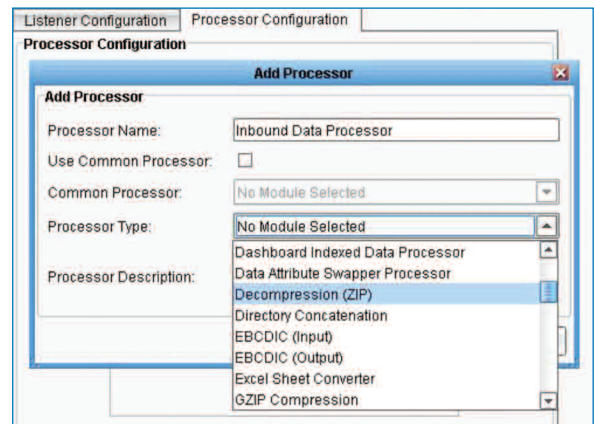 Listener Configuration
Processor Configuration
Processor Configuration
Add Processor
Add Processor
Processor Name: Inbound Data Processor
Use Common Processor:
Common Processor: No Module Selected
Processor Type: No Module Selected
Processor Description:
Dashboard Indexed Data Processor
Data Attribute Swapper Processor
Decompression (ZIP)
Directory Concatenation
EBCDIC (Input)
EBCDIC (Output)
Excel Sheet Converter
GZIP Compression